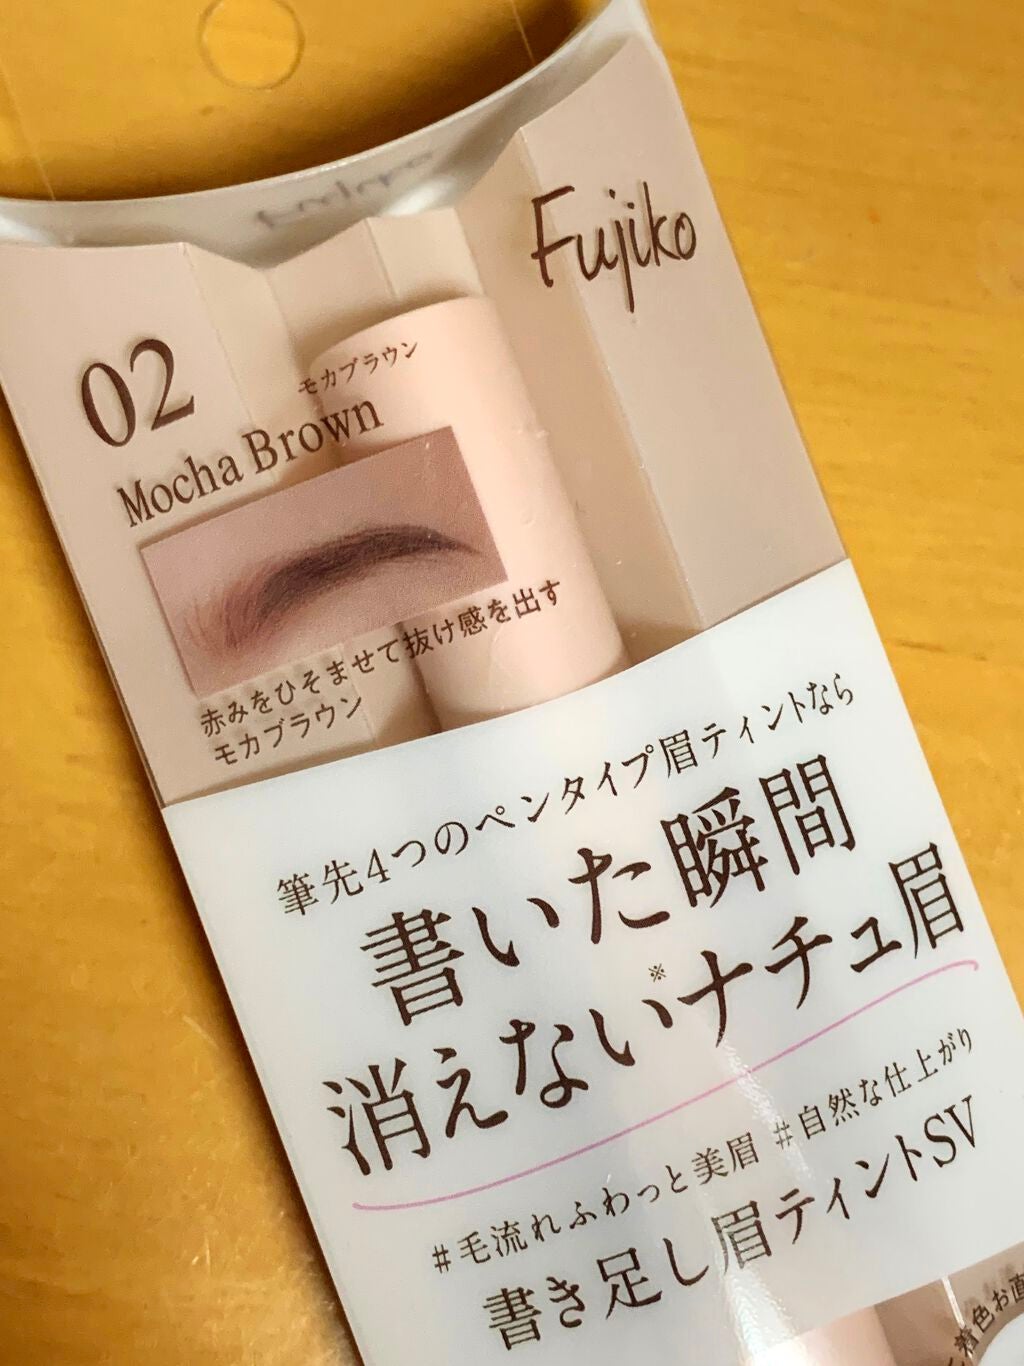 Fujiko
02
モカブラウン
Mocha Brown
赤みをひそませて抜け感を出す
モカブラウン
筆先4つのペンタイプ眉ティントなら
書いた瞬間
消えない※ナチュ眉
#毛流れふわっと美眉 #自然な仕上がり
書き足し眉ティントSV
着色お直